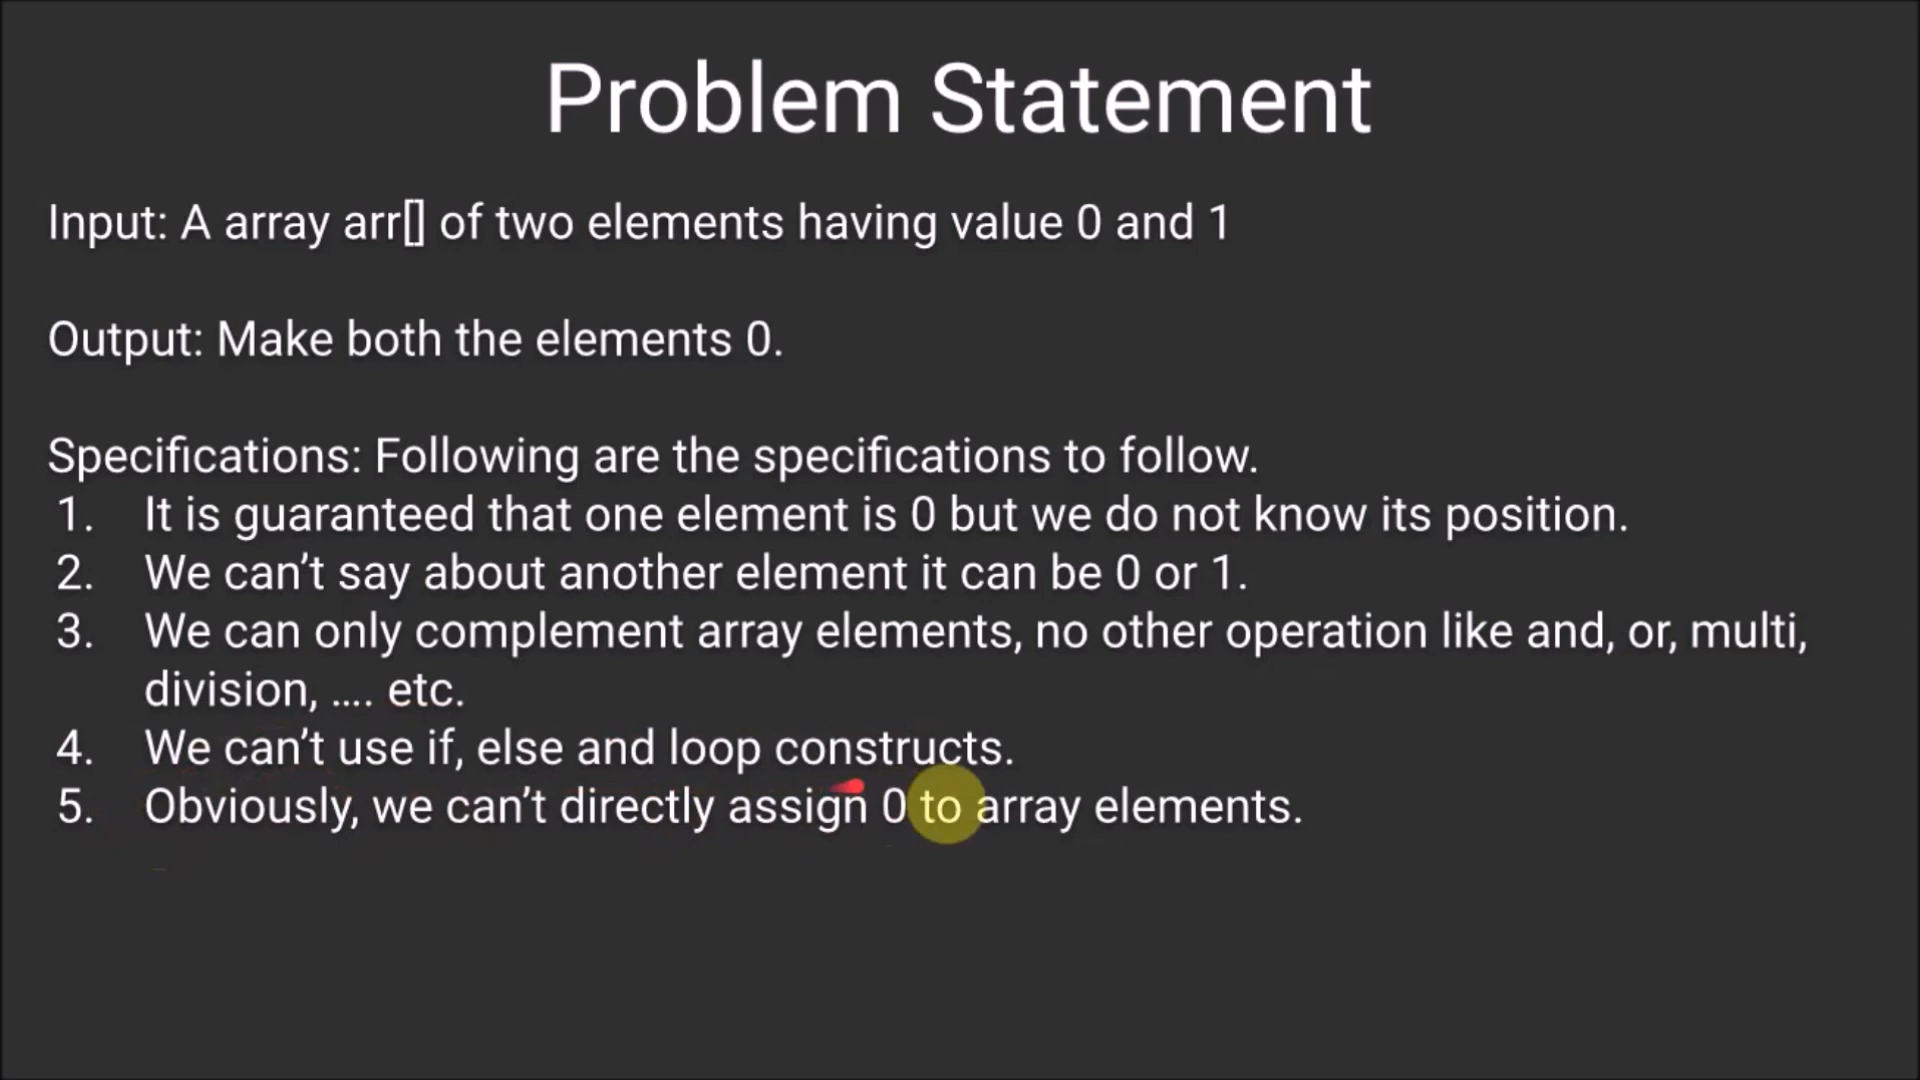 Problem Statement
Input: A array arr[] of two elements having value 0 and 1
Output: Make both the elements 0.
Specifications: Following are the specifications to follow.
1. It is guaranteed that one element is 0 but we do not know its position.
2. We can’t say about another element it can be 0 or 1.
3. We can only complement array elements, no other operation like and, or, multi,
division, .... etc.
4. We can’t use if, else and loop constructs.
5. Obviously, we can’t directly assign 0 to array elements.